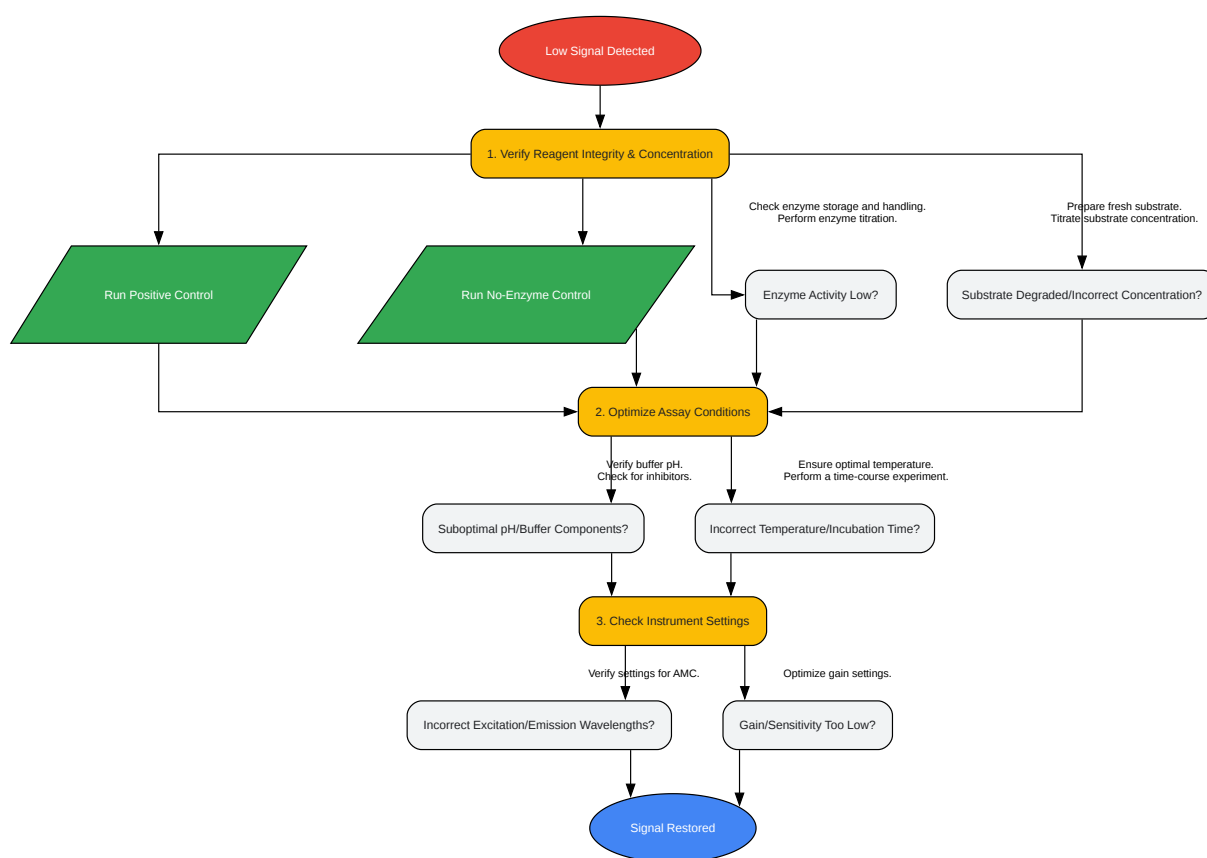 Low Signal Detected
1. Verify Reagent Integrity & Concentration
Check enzyme storage and handling.
Perform enzyme titration.
Prepare fresh substrate.
Titrate substrate concentration.
Run Positive Control
Run No-Enzyme Control
Enzyme Activity Low?
Substrate Degraded/Incorrect Concentration?
2. Optimize Assay Conditions
Verify buffer pH.
Check for inhibitors.
Ensure optimal temperature.
Perform a time-course experiment.
Suboptimal pH/Buffer Components?
Incorrect Temperature/Incubation Time?
3. Check Instrument Settings
Verify settings for AMC.
Optimize gain settings.
Incorrect Excitation/Emission Wavelengths?
Gain/Sensitivity Too Low?
Signal Restored